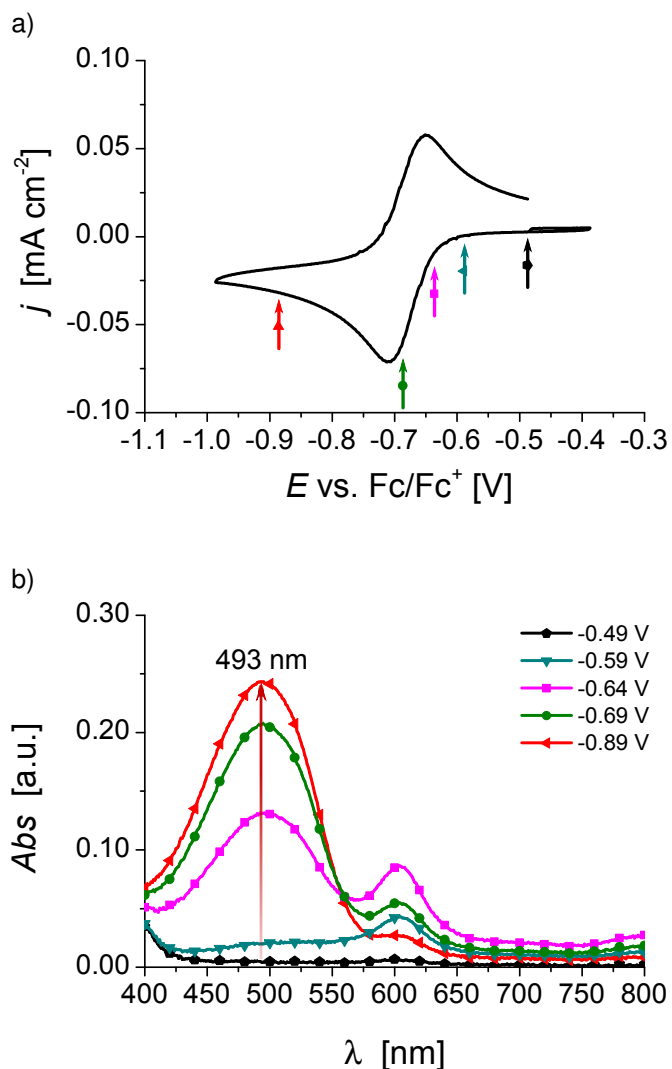 a)
0.10
0.05
0.00
-0.05
-0.10
j [mA cm⁻²]
-1.1 -1.0 -0.9 -0.8 -0.7 -0.6 -0.5 -0.4 -0.3
E vs. Fc/Fc⁺ [V]
b)
0.30
0.20
0.10
0.00
Abs [a.u.]
493 nm
-0.49 V
-0.59 V
-0.64 V
-0.69 V
-0.89 V
400 450 500 550 600 650 700 750 800
λ [nm]